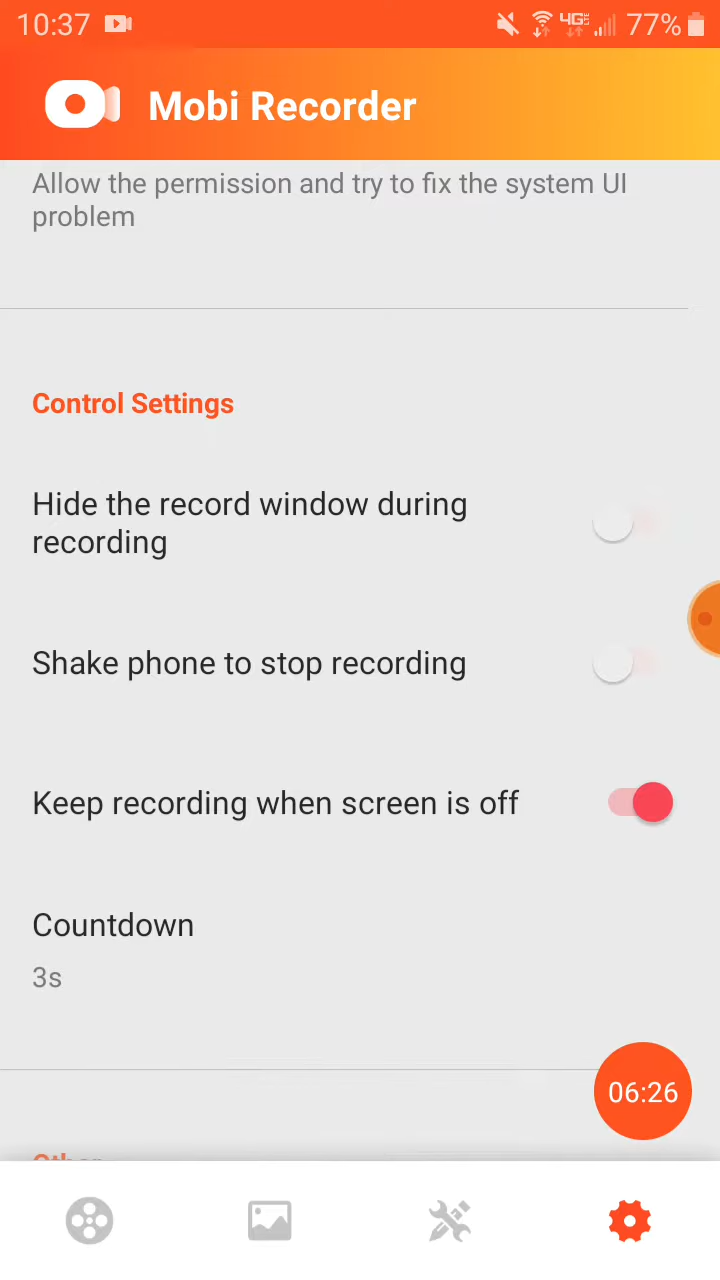 10:37 4GE 77%
Mobi Recorder
Allow the permission and try to fix the system UI
problem
Control Settings
Hide the record window during
recording
Shake phone to stop recording
Keep recording when screen is off
Countdown
3s
06:26